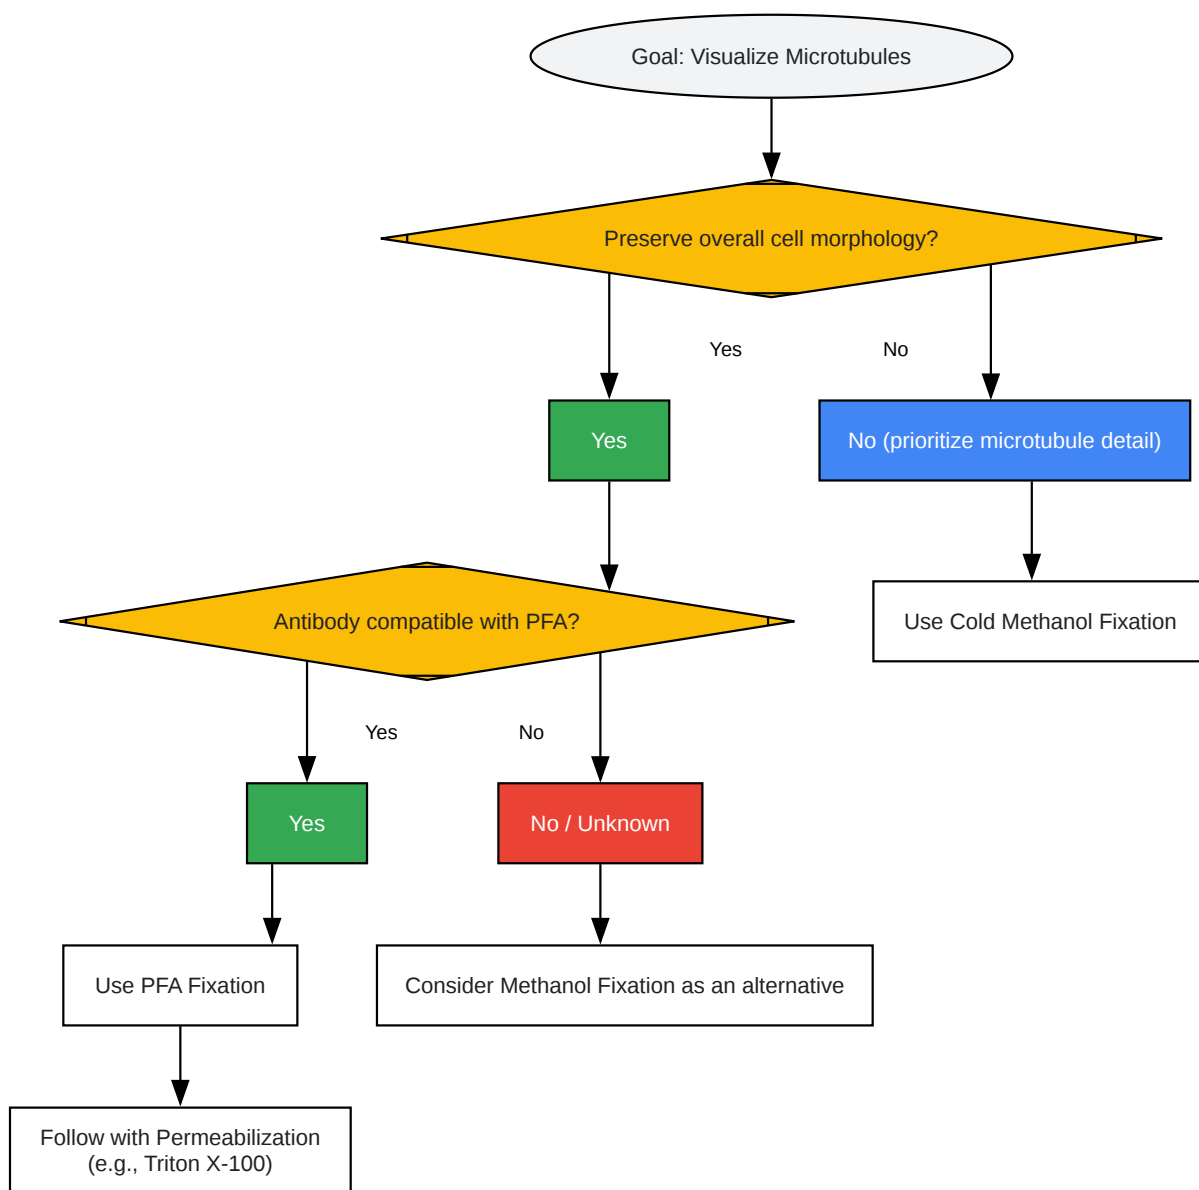 Goal: Visualize Microtubules
Preserve overall cell morphology?
Yes
No
Yes
No (prioritize microtubule detail)
Antibody compatible with PFA?
Use Cold Methanol Fixation
Yes
No
Yes
No / Unknown
Use PFA Fixation
Consider Methanol Fixation as an alternative
Follow with Permeabilization
(e.g., Triton X-100)